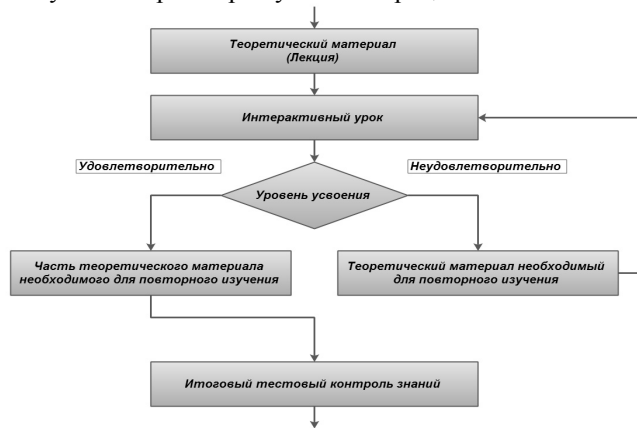 Теоретический материал
(Лекция)
Интерактивный урок
Удовлетворительно
Неудовлетворительно
Уровень усвоения
Часть теоретического материала
необходимого для повторного изучения
Теоретический материал необходимый
для повторного изучения
Итоговый тестовый контроль знаний